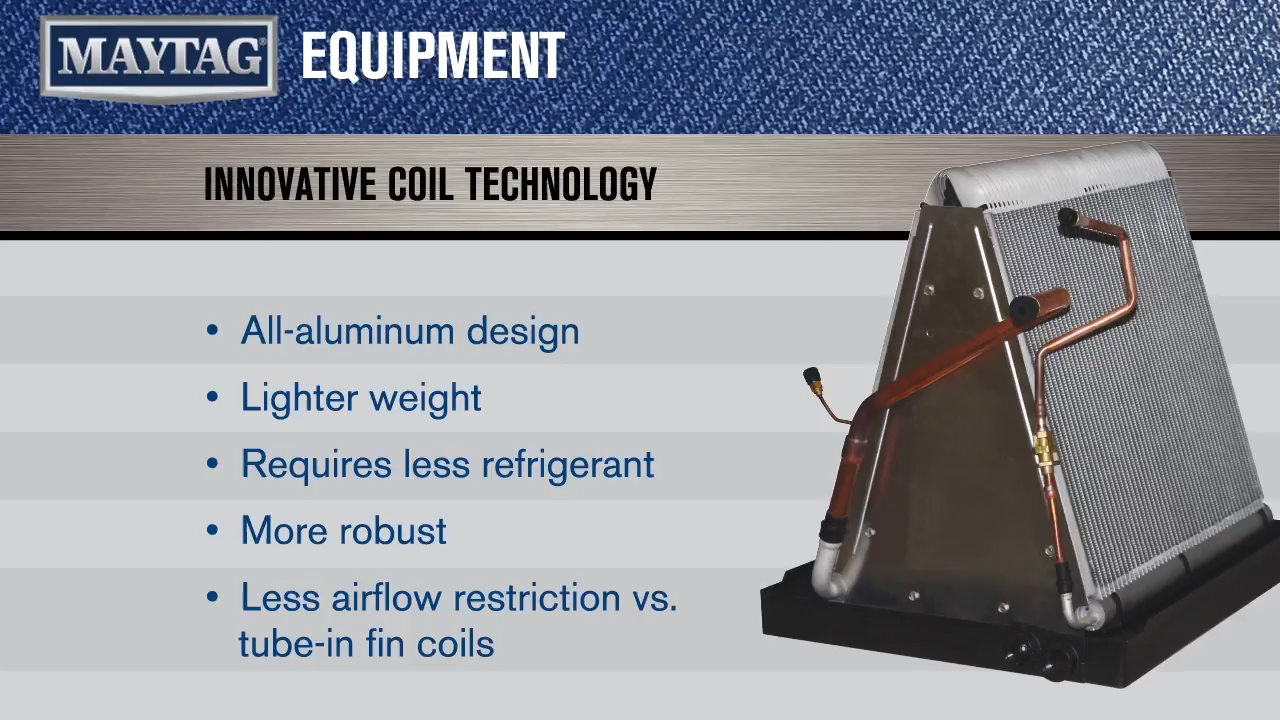 MAYTAG® EQUIPMENT
INNOVATIVE COIL TECHNOLOGY
• All-aluminum design
• Lighter weight
• Requires less refrigerant
• More robust
• Less airflow restriction vs.
tube-in fin coils